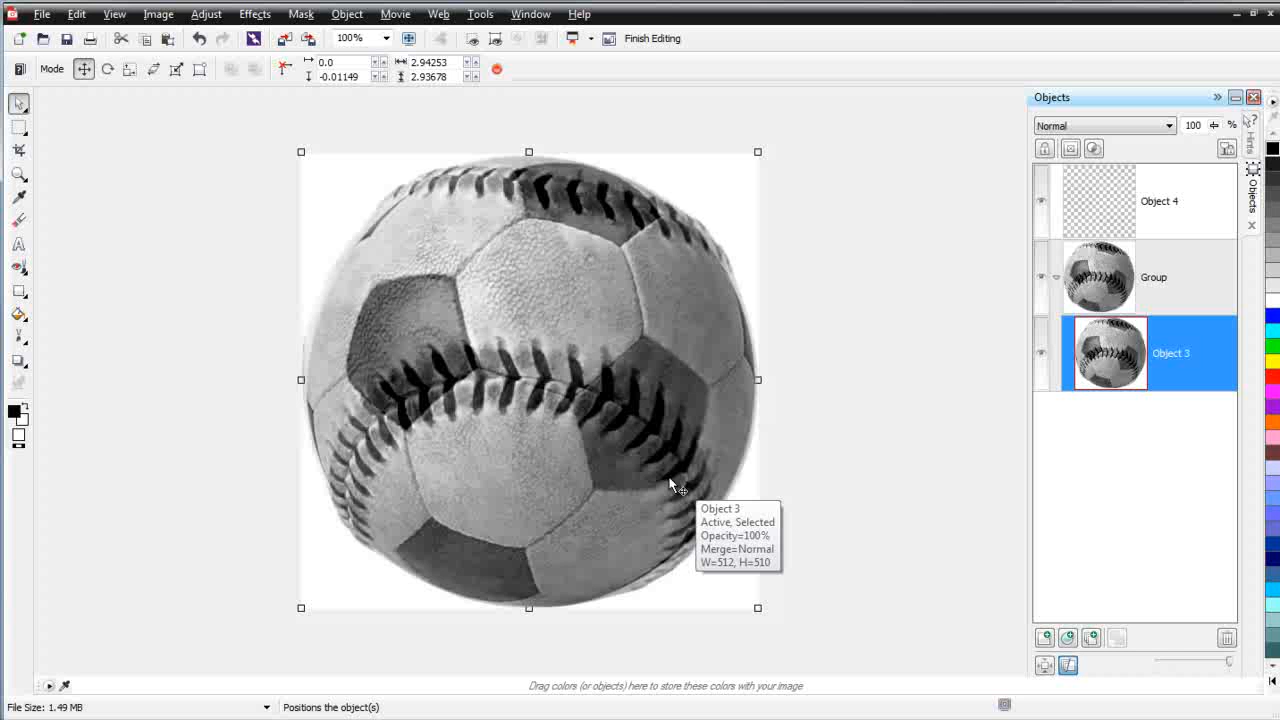 File Edit View Image Adjust Effects Mask Object Movie Web Tools Window Help
100% Finish Editing
Mode 0.0 2.94253
-0.01149 2.93678
Objects
Normal 100 %
Hints
Objects
Object 4
Group
Object 3
Object 3
Active, Selected
Opacity=100%
Merge=Normal
W=512, H=510
Drag colors (or objects) here to store these colors with your image
File Size: 1.49 MB Positions the object(s)